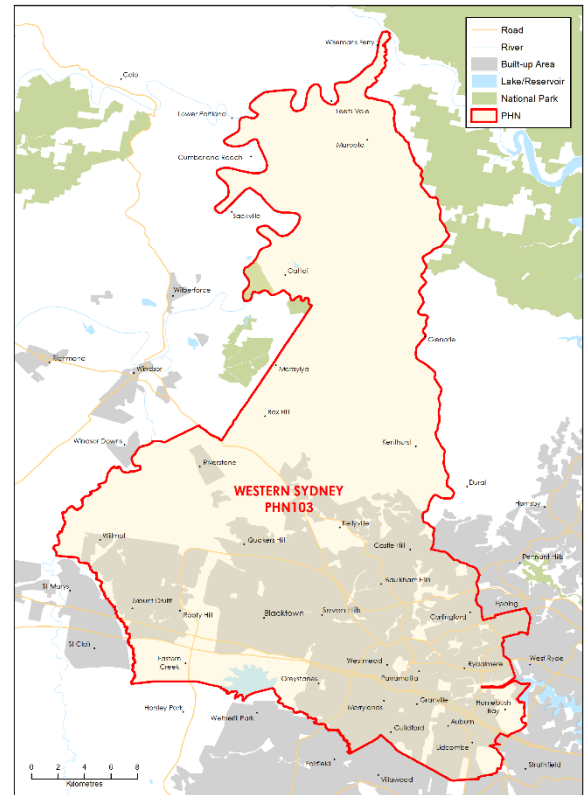 Road
River
Built-up Area
Lake/Reservoir
National Park
PHN
Wisemans Ferry
Colo
Leets Vale
Lower Portland
Maroota
Cumberland Reach
Sackville
Cattai
Wilberforce
Glenorie
Richmond
Windsor
Maraylya
Box Hill
Windsor Downs
Kenthurst
Riverstone
Dural
WESTERN SYDNEY
PHN103
Hornsby
Kellyville
Wilmot
Quakers Hill
Castle Hill
Pennant Hills
St Marys
Baulkham Hills
Mount Druitt
Rooty Hill
Blacktown
Seven Hills
Carlingford
Epping
St Clair
Eastern
Creek
Westmead
Parramatta
Rydalmere
West Ryde
Greystanes
Horsley Park
Wetherill Park
Merrylands
Granville
Homebush
Bay
Guildford
Auburn
Lidcombe
Fairfield
Villawood
Strathfield
0 2 4 6 8
Kilometres